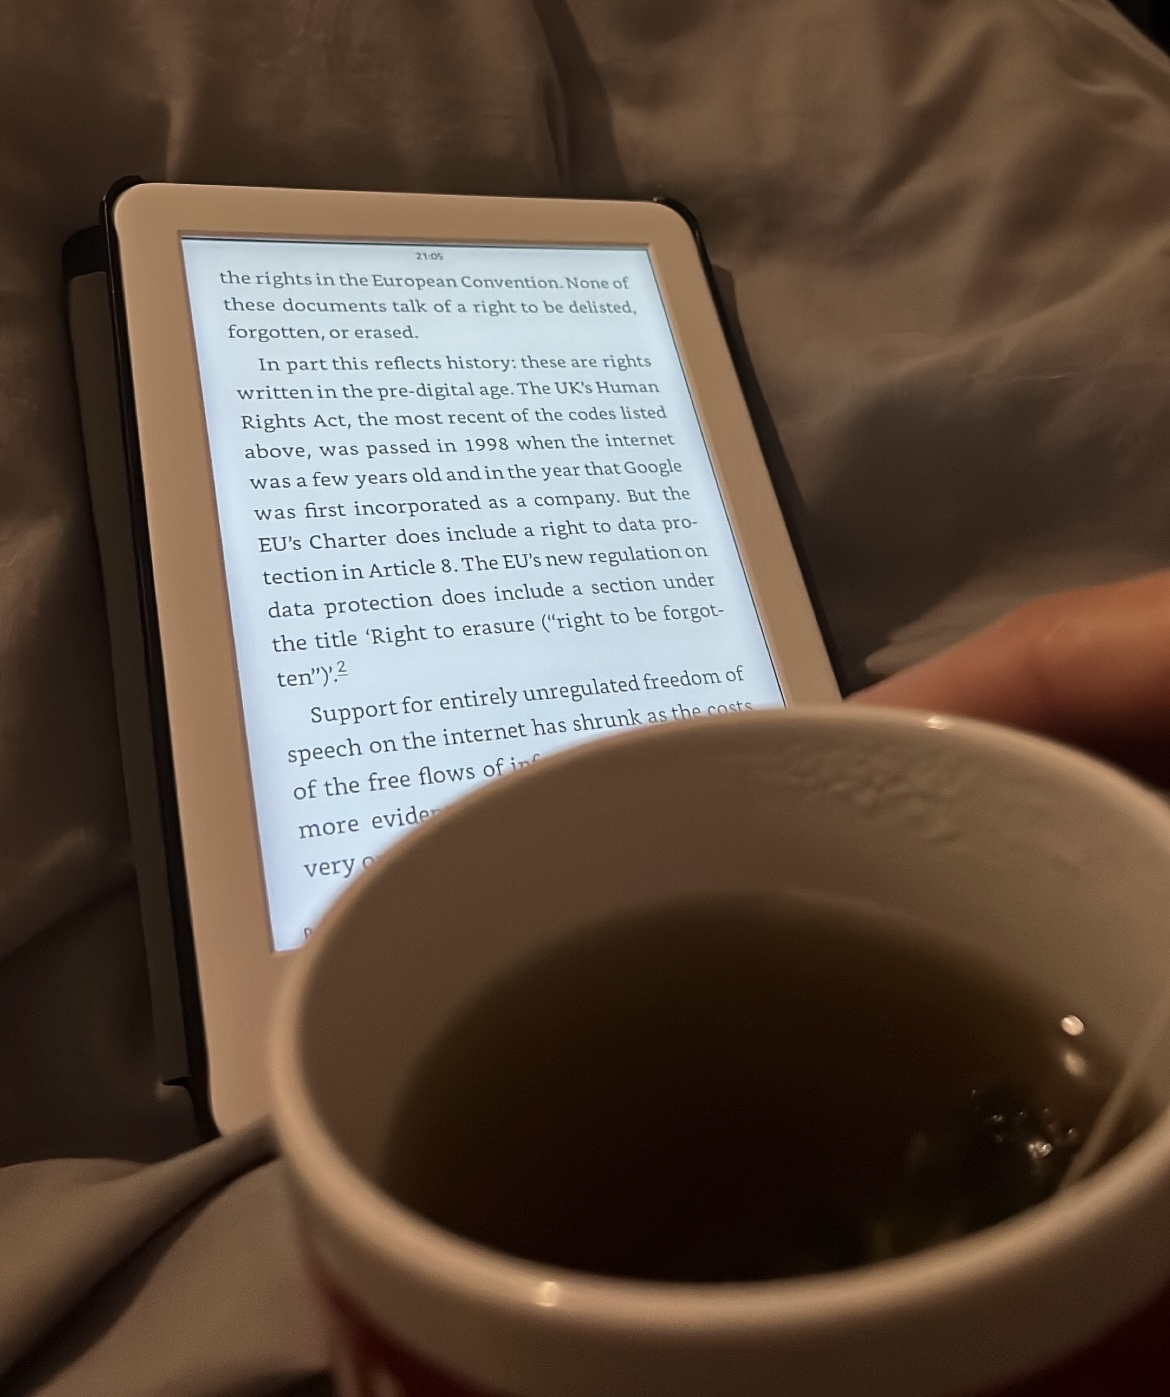 21:05
the rights in the European Convention. None of
these documents talk of a right to be delisted,
forgotten, or erased.
In part this reflects history: these are rights
written in the pre-digital age. The UK's Human
Rights Act, the most recent of the codes listed
above, was passed in 1998 when the internet
was a few years old and in the year that Google
was first incorporated as a company. But the
EU's Charter does include a right to data pro-
tection in Article 8. The EU's new regulation on
data protection does include a section under
the title ‘Right to erasure (“right to be forgot-
ten”)’.2
Support for entirely unregulated freedom of
speech on the internet has shrunk as the costs
of the free flows of
more
very